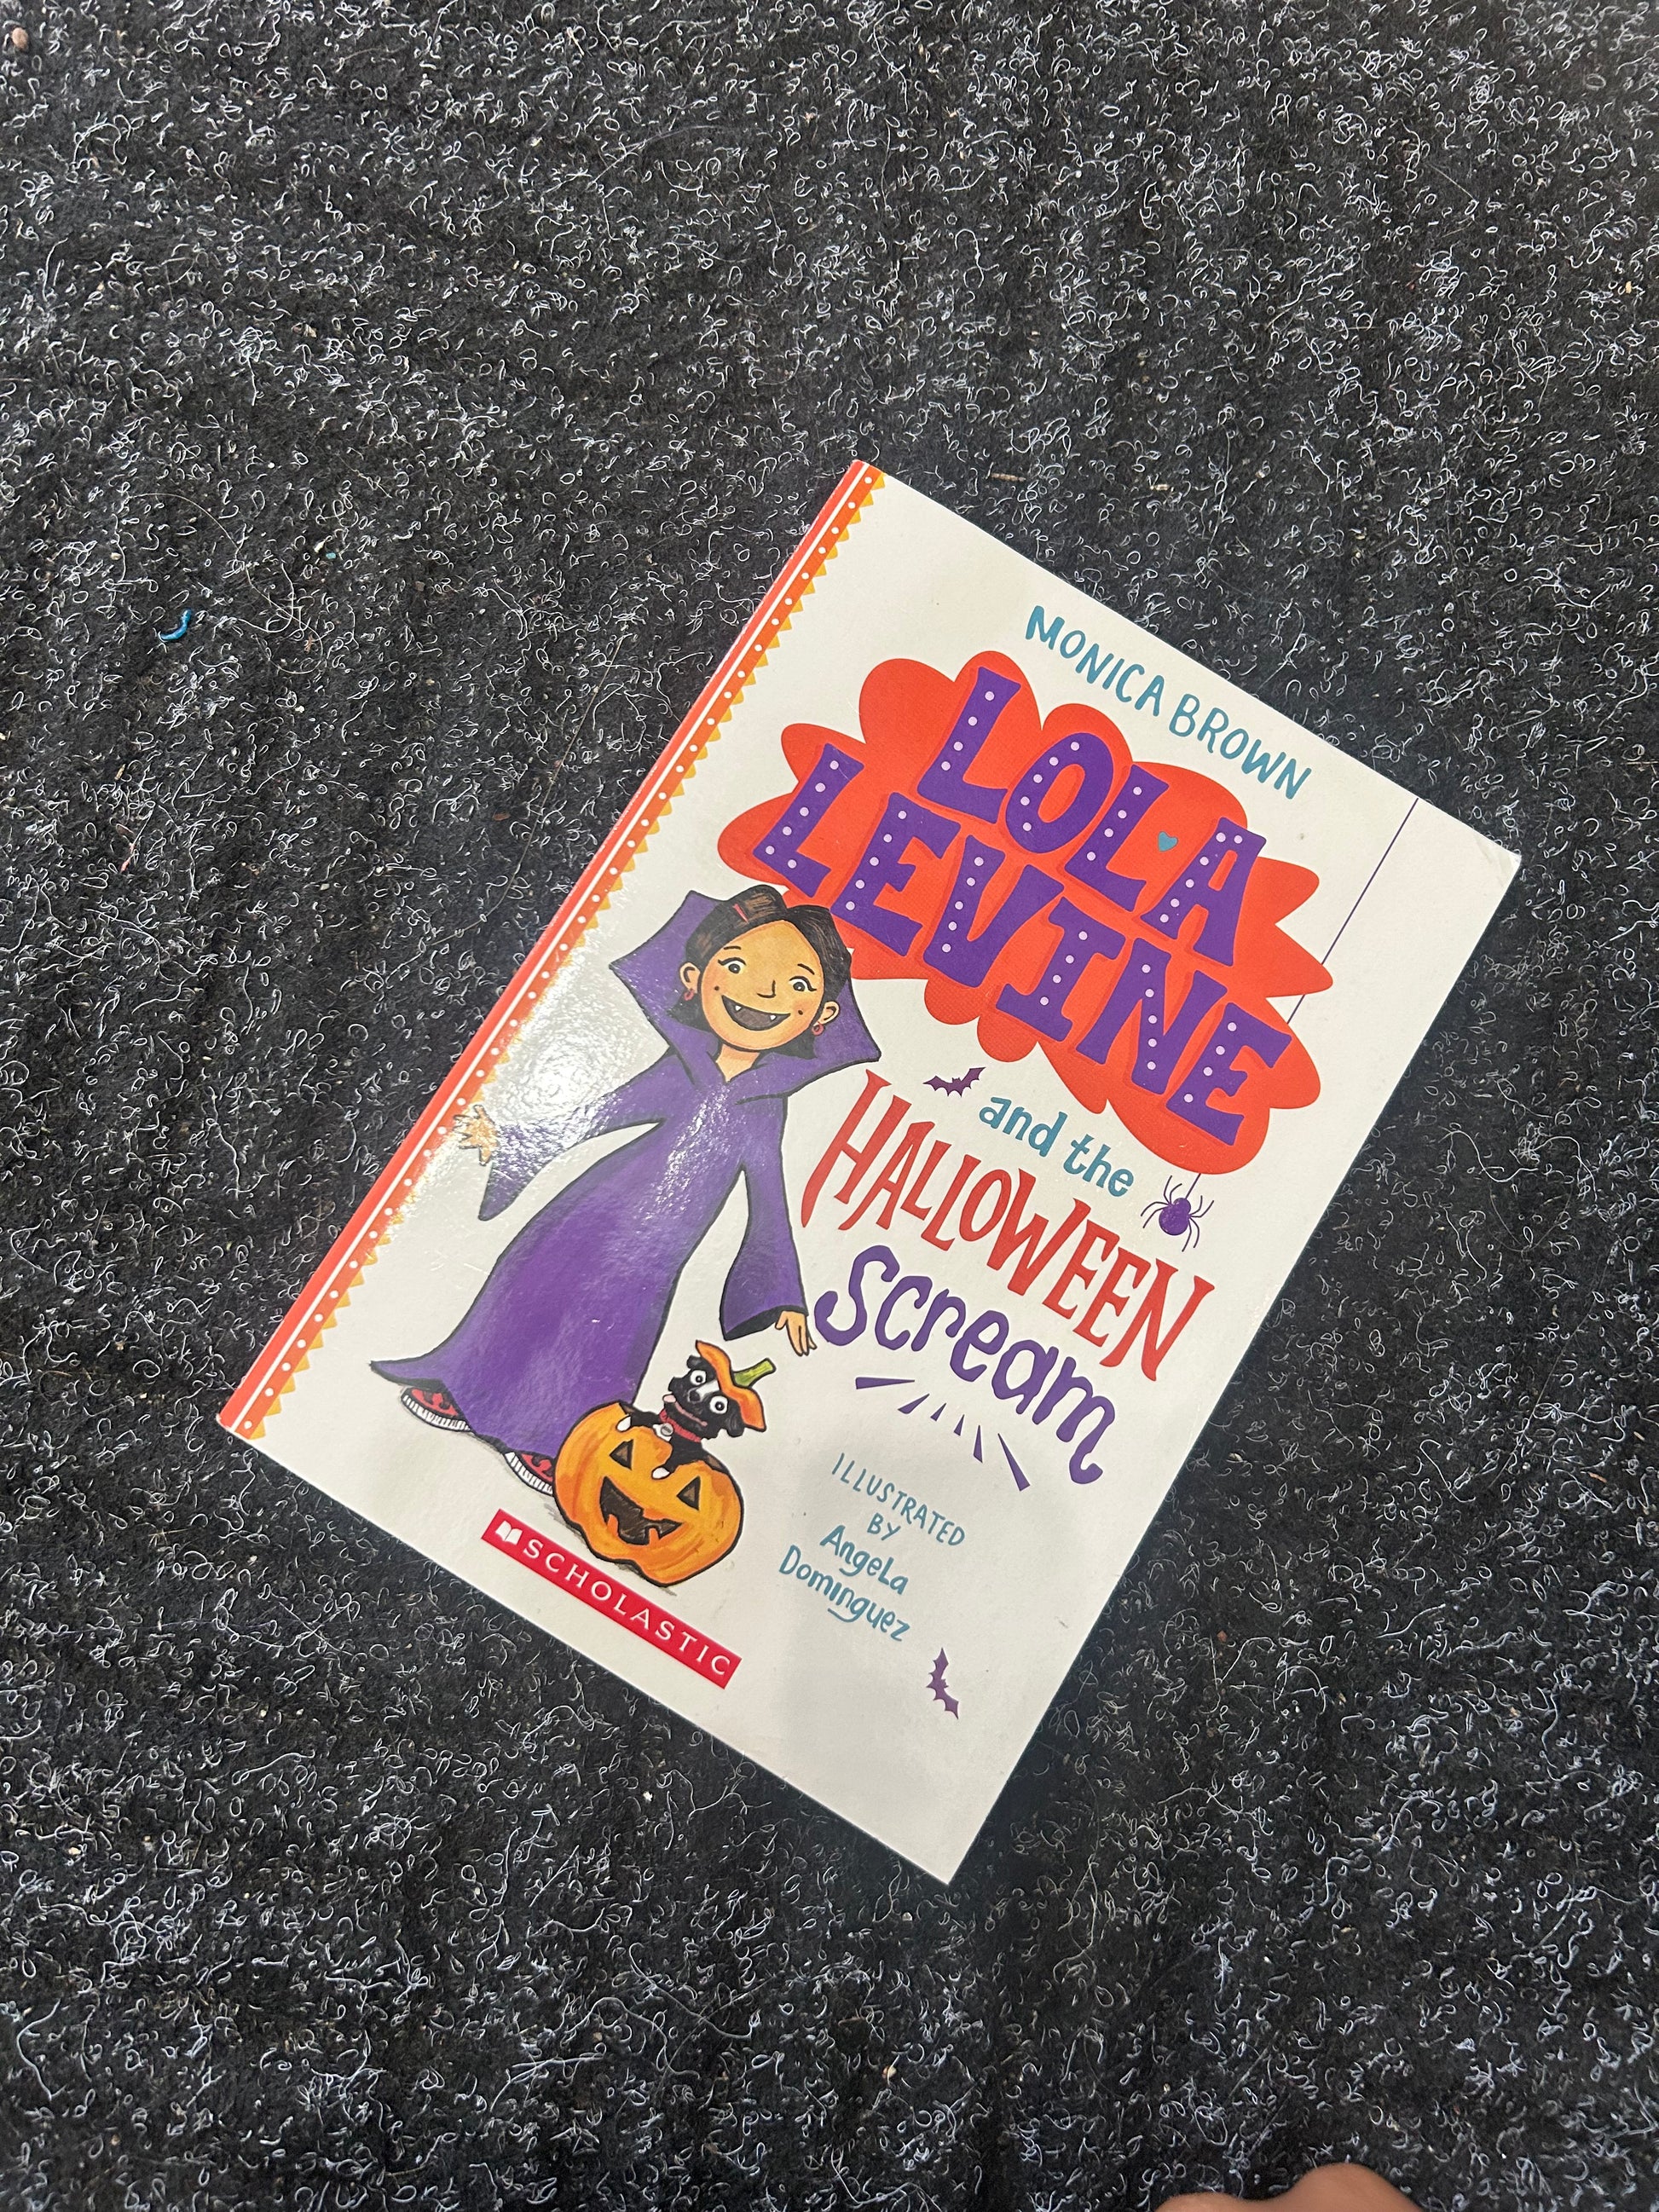 MONICA BROWN
LOLA
LEVINE
and the
HALLOWEEN
Scream
ILLUSTRATED
BY
Angela
Dominguez
SCHOLASTIC